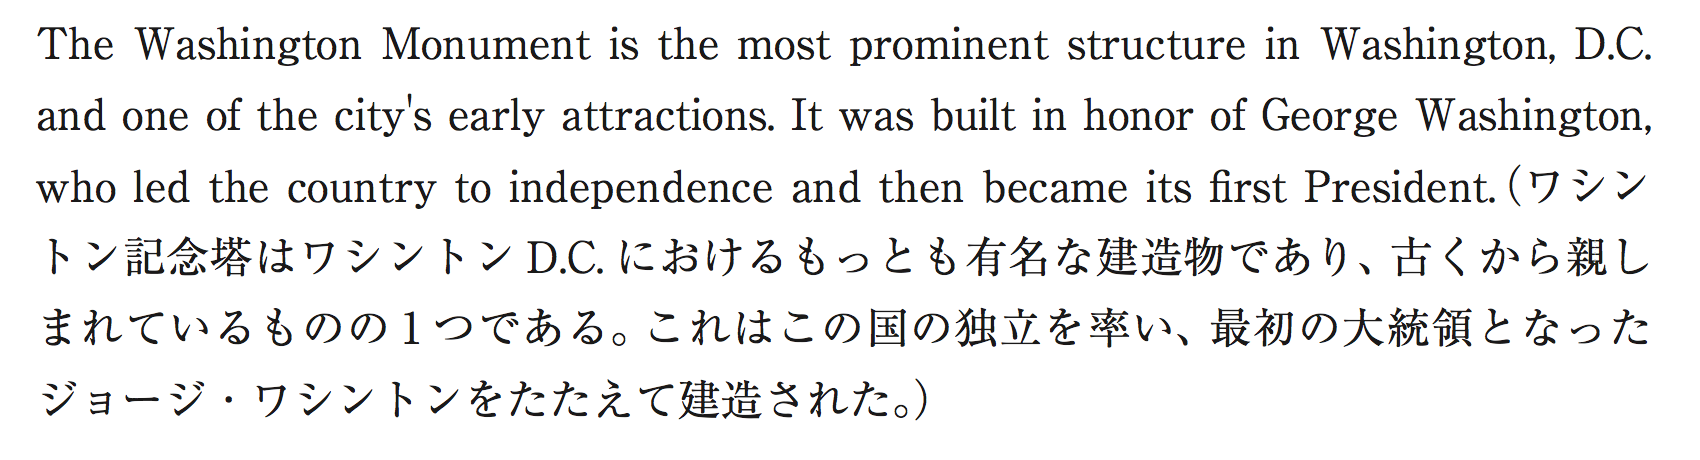 The Washington Monument is the most prominent structure in Washington, D.C.
and one of the city's early attractions. It was built in honor of George Washington,
who led the country to independence and then became its first President.（ワシン
トン記念塔はワシントン D.C. におけるもっとも有名な建造物であり、古くから親し
まれているものの１つである。これはこの国の独立を率い、最初の大統領となった
ジョージ・ワシントンをたたえて建造された。）